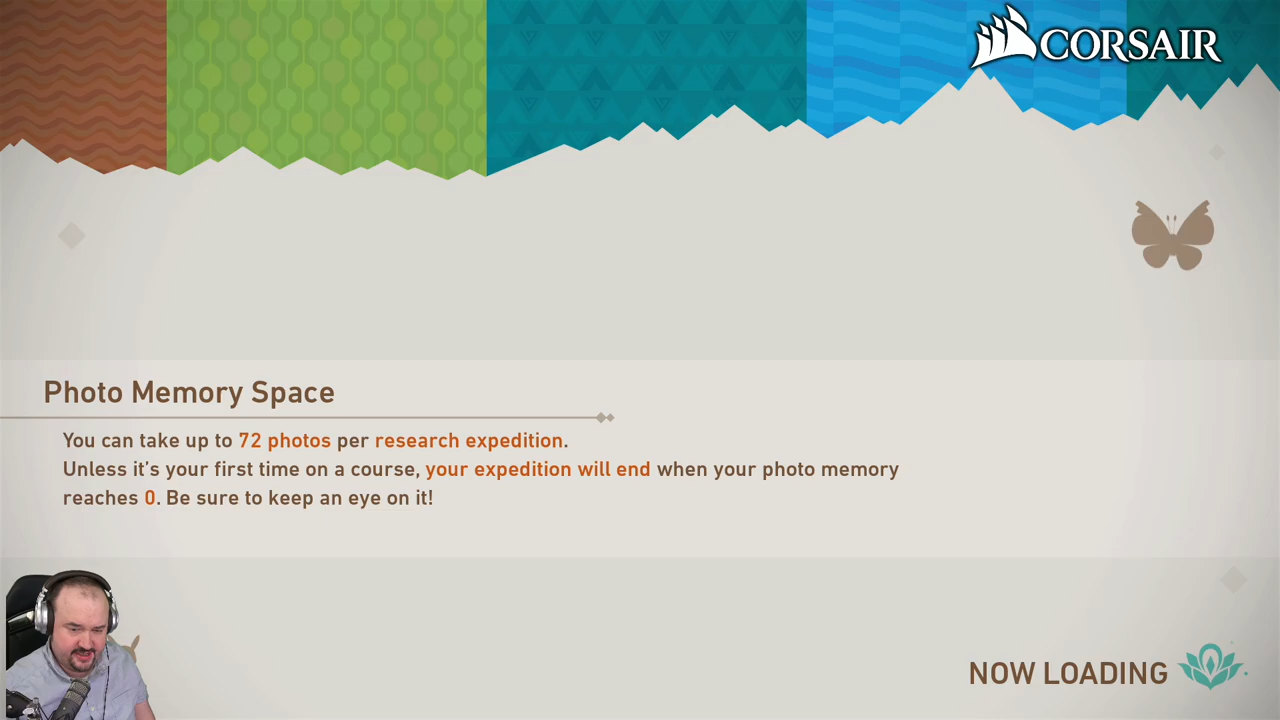 CORSAIR
Photo Memory Space
You can take up to 72 photos per research expedition.
Unless it's your first time on a course, your expedition will end when your photo memory
reaches 0. Be sure to keep an eye on it!
NOW LOADING